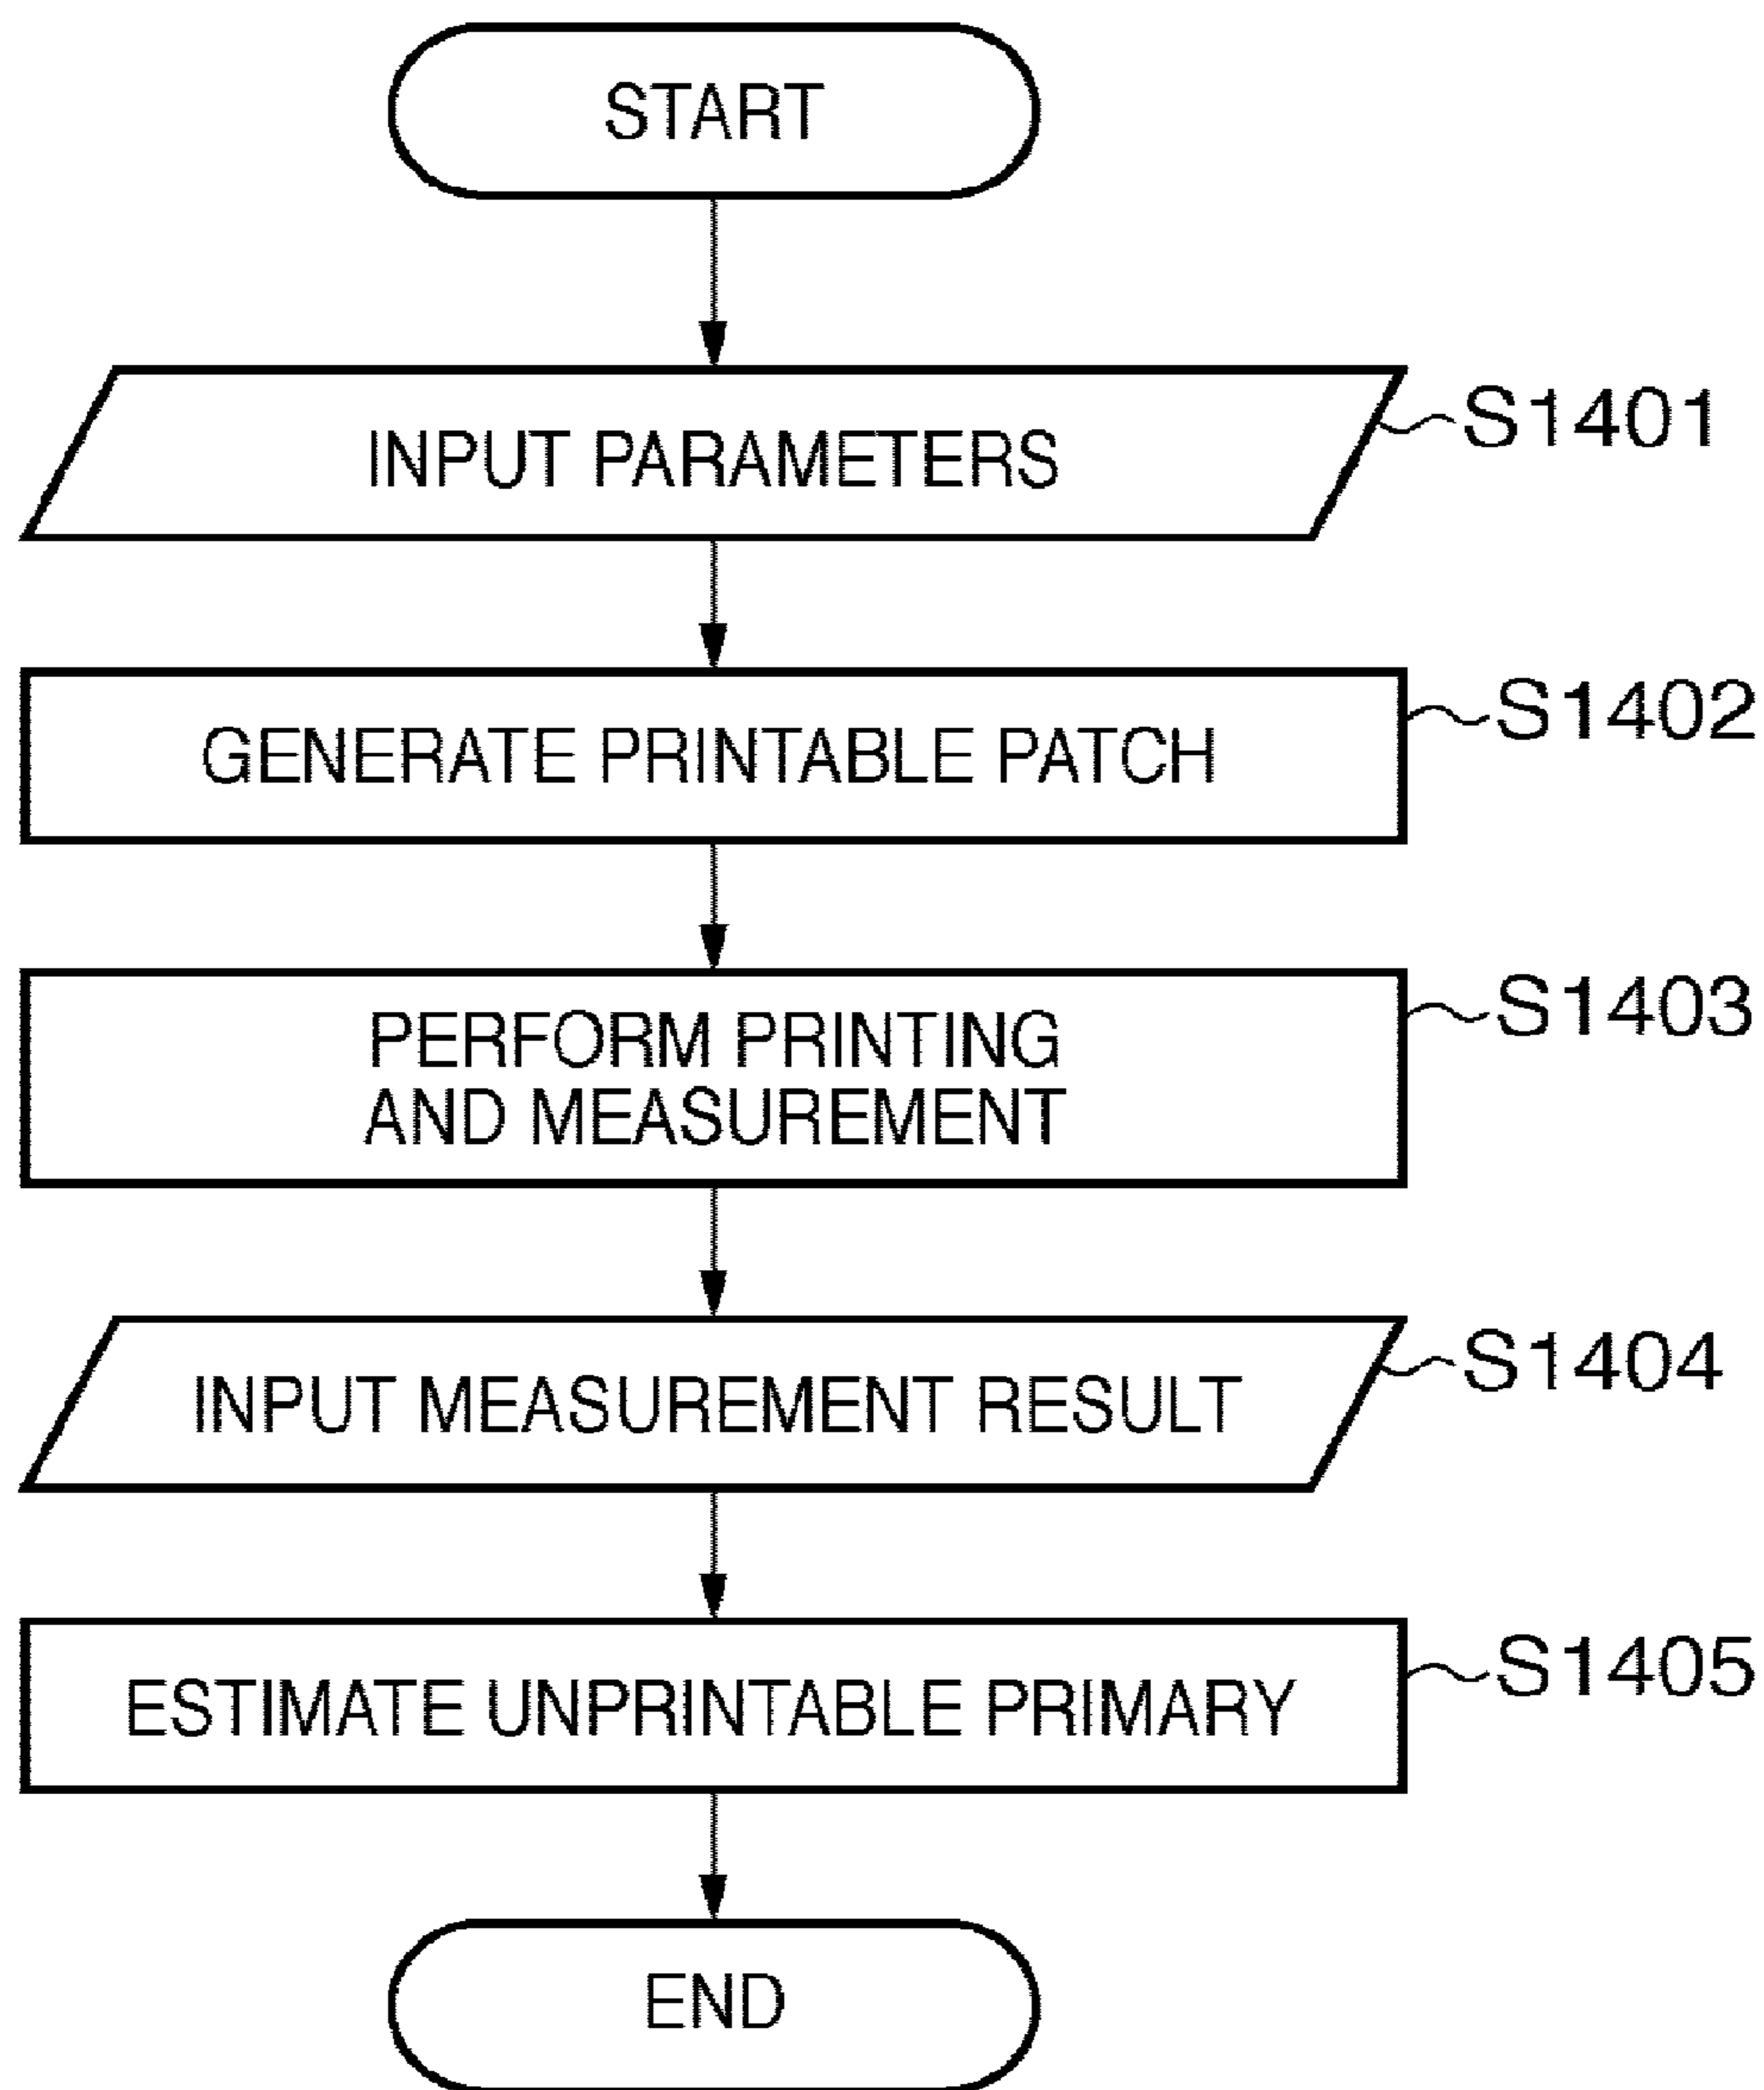 START
INPUT PARAMETERS
S1401
GENERATE PRINTABLE PATCH
S1402
PERFORM PRINTING
AND MEASUREMENT
S1403
INPUT MEASUREMENT RESULT
S1404
ESTIMATE UNPRINTABLE PRIMARY
S1405
END